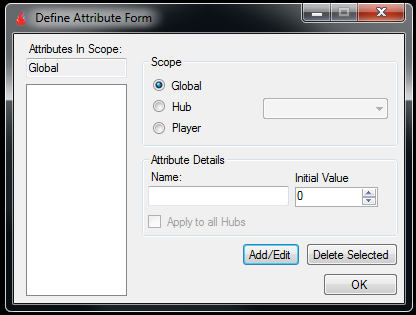 Define Attribute Form
Attributes In Scope:
Global
Scope
Global
Hub
Player
Attribute Details
Name:
Initial Value
0
Apply to all Hubs
Add/Edit
Delete Selected
OK